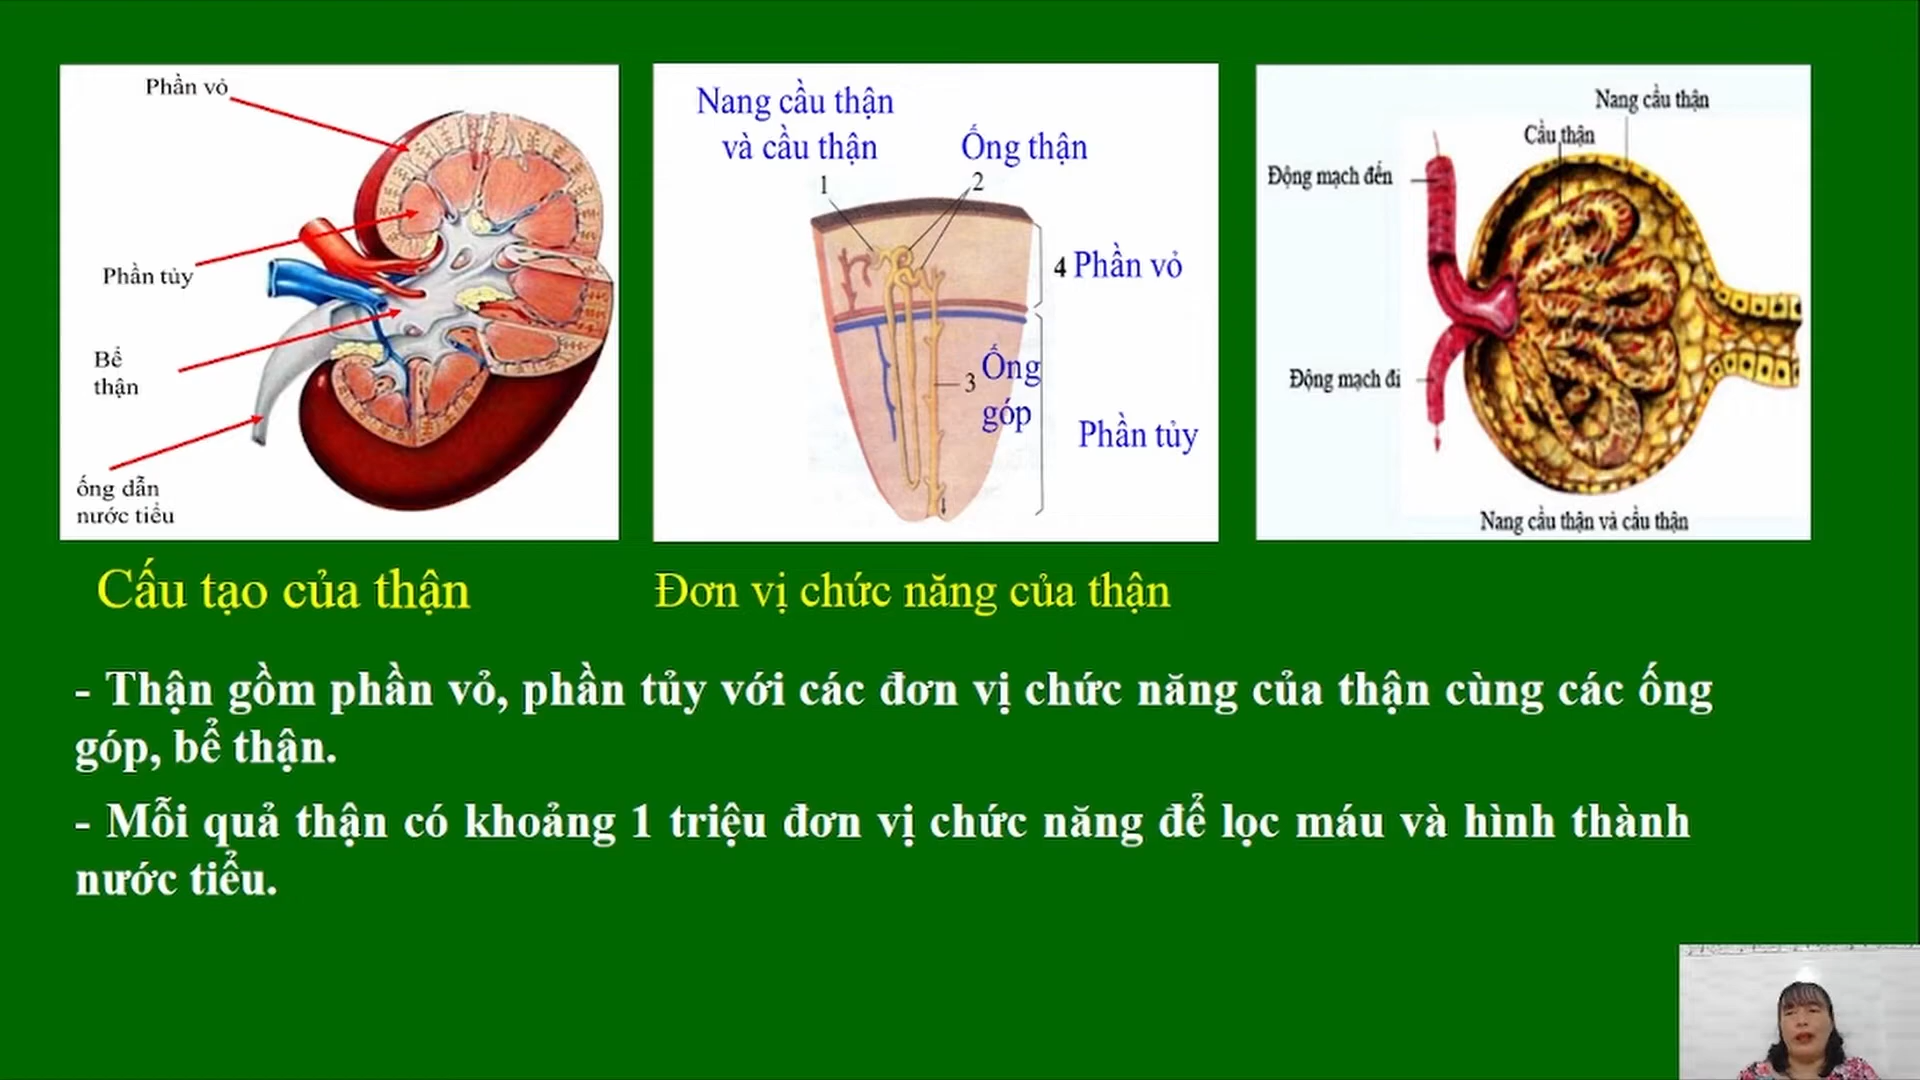 Phần vỏ
Phần tủy
Bể
thận
ống dẫn
nước tiểu
Nang cầu thận
và cầu thận
Ống thận
1
2
4 Phần vỏ
3 Ống
góp
Phần tủy
Nang cầu thận
Cầu thận
Động mạch đến
Động mạch đi
Nang cầu thận và cầu thận
Cấu tạo của thận
Đơn vị chức năng của thận
- Thận gồm phần vỏ, phần tủy với các đơn vị chức năng của thận cùng các ống
góp, bể thận.
- Mỗi quả thận có khoảng 1 triệu đơn vị chức năng để lọc máu và hình thành
nước tiểu.